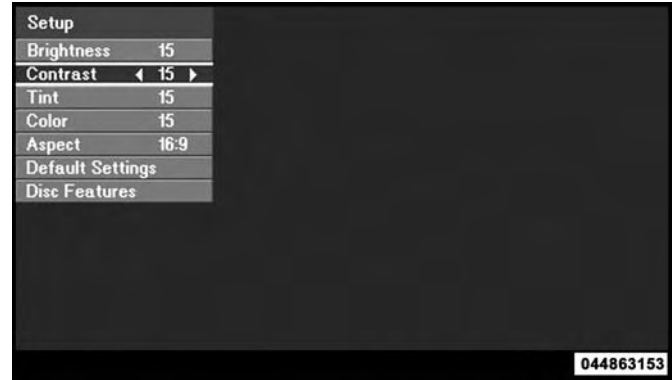 Setup
Brightness 15
Contrast 15
Tint 15
Color 15
Aspect 16:9
Default Settings
Disc Features
044863153